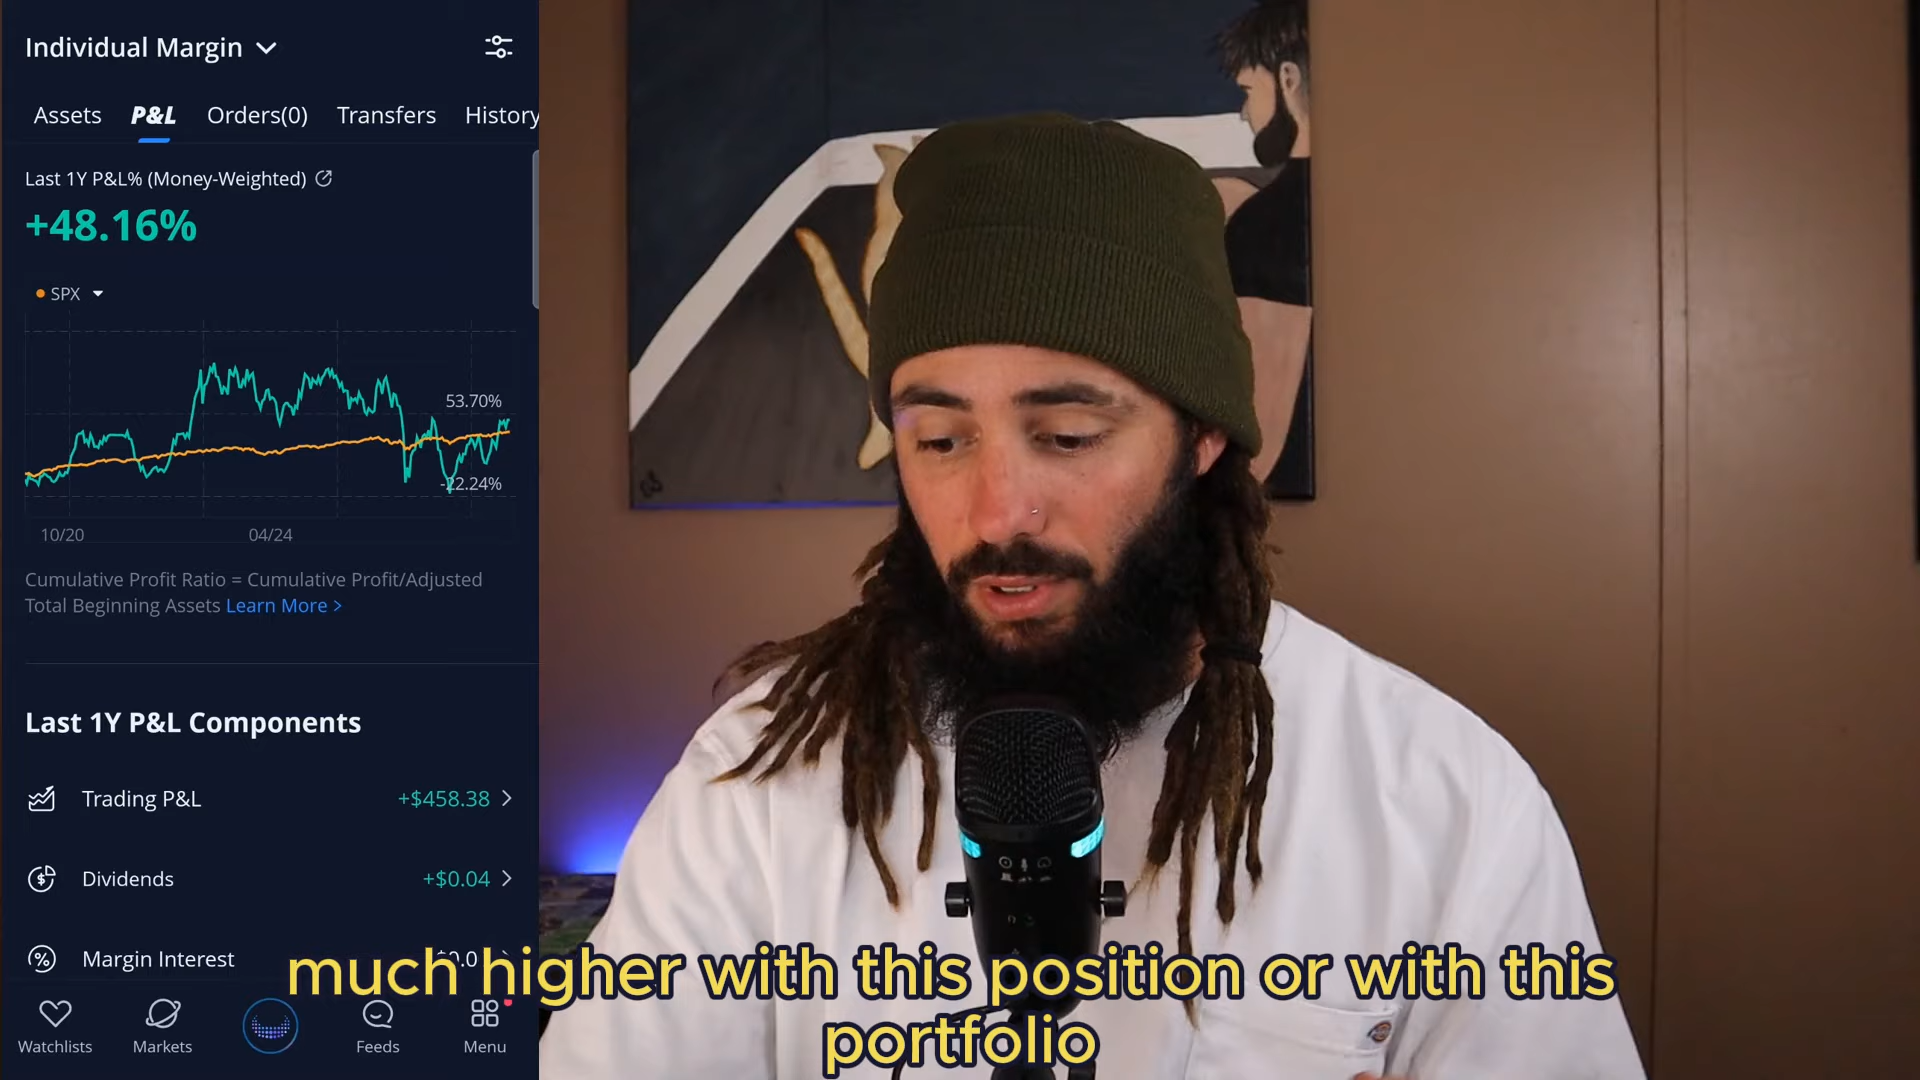 Individual Margin
Assets P&L Orders(0) Transfers History
Last 1Y P&L% (Money-Weighted)
+48.16%
SPX
53.70%
-22.24%
10/20 04/24
Cumulative Profit Ratio = Cumulative Profit/Adjusted
Total Beginning Assets Learn More >
Last 1Y P&L Components
Trading P&L +$458.38
Dividends +$0.04
Margin Interest
much higher with this position or with this
portfolio
Watchlists Markets Feeds Menu